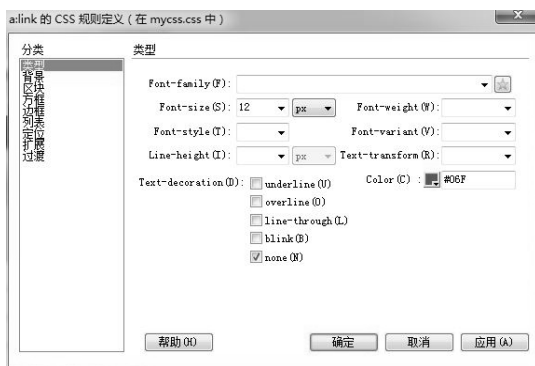 a:link 的 CSS 规则定义 ( 在 mycss.css 中 )
分类
类型
背景
区块
方框
边框
列表
定位
扩展
过渡
类型
Font-family(F):
Font-size(S): 12 px Font-weight(W):
Font-style(T): Font-variant(V):
Line-height(I): px Text-transform(R):
Text-decoration(D): underline(U) Color(C) : #06F
overline(O)
line-through(L)
blink(B)
none(N)
帮助(H) 确定 取消 应用(A)